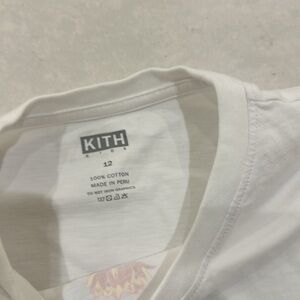 KITH
KIDS
12
100% COTTON
MADE IN PERU
DO NOT IRON GRAPHICS